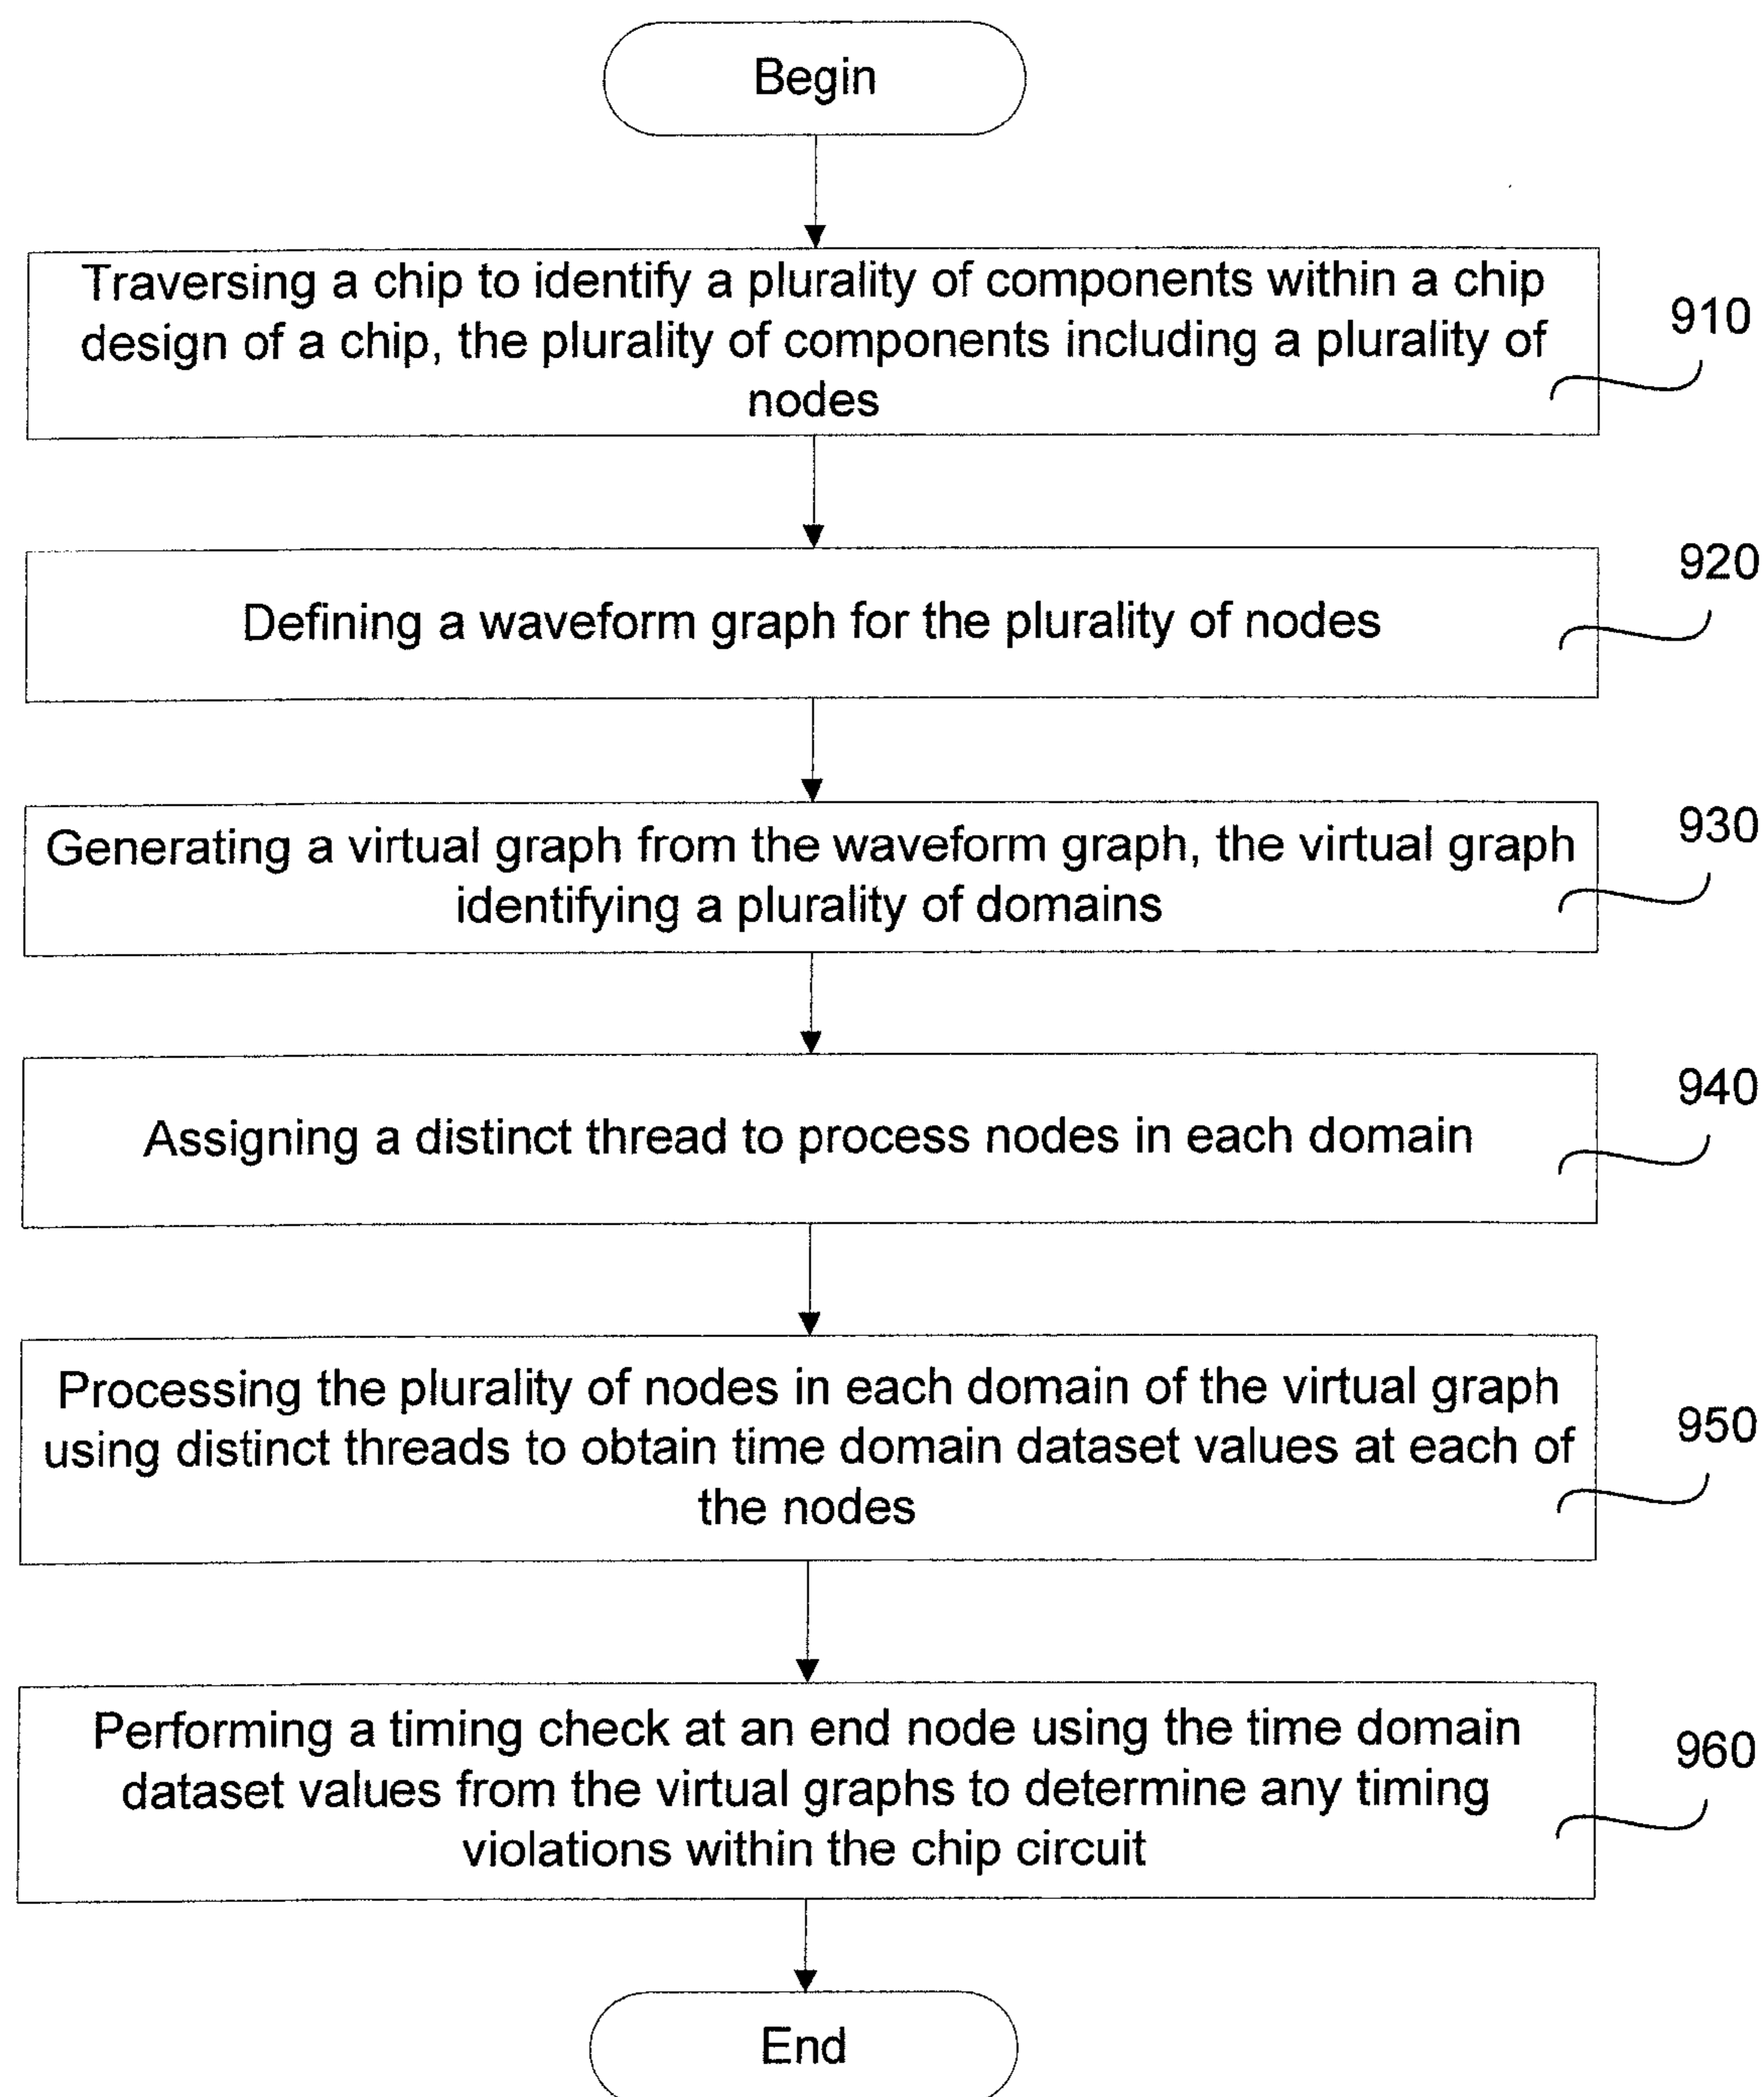 Begin
Traversing a chip to identify a plurality of components within a chip
design of a chip, the plurality of components including a plurality of
nodes
910
Defining a waveform graph for the plurality of nodes
920
Generating a virtual graph from the waveform graph, the virtual graph
identifying a plurality of domains
930
Assigning a distinct thread to process nodes in each domain
940
Processing the plurality of nodes in each domain of the virtual graph
using distinct threads to obtain time domain dataset values at each of
the nodes
950
Performing a timing check at an end node using the time domain
dataset values from the virtual graphs to determine any timing
violations within the chip circuit
960
End